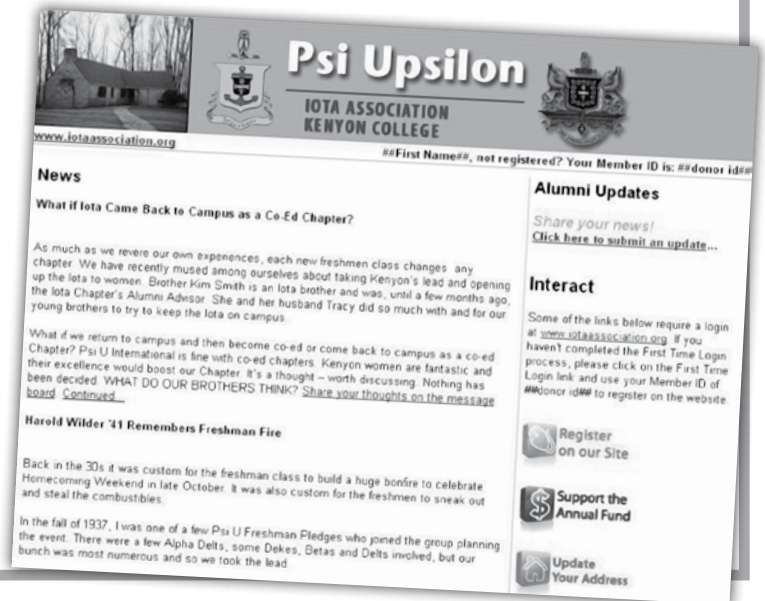 Psi Upsilon
IOTA ASSOCIATION
KENYON COLLEGE
www.iotaassociation.org
##First Name##, not registered? Your Member ID is: ##donor id##
News
What if Iota Came Back to Campus as a Co-Ed Chapter?
As much as we revere our own experiences, each new freshmen class changes any
chapter. We have recently mused among ourselves about taking Kenyon's lead and opening
up the Iota to women. Brother Kim Smith is an Iota brother and was, until a few months ago,
the Iota Chapter's Alumni Advisor. She and her husband Tracy did so much with and for our
young brothers to try to keep the Iota on campus.
What if we return to campus and then become co-ed or come back to campus as a co-ed
Chapter? Psi U International is fine with co-ed chapters. Kenyon women are fantastic and
their excellence would boost our Chapter. It's a thought – worth discussing. Nothing has
been decided. WHAT DO OUR BROTHERS THINK? Share your thoughts on the message
board. Continued...
Harold Wilder '41 Remembers Freshman Fire
Back in the 30s it was custom for the freshman class to build a huge bonfire to celebrate
Homecoming Weekend in late October. It was also custom for the freshmen to sneak out
and steal the combustibles.
In the fall of 1937, I was one of a few Psi U Freshman Pledges who joined the group planning
the event. There were a few Alpha Delts, some Dekes, Betas and Delts involved, but our
bunch was most numerous and so we took the lead.
Alumni Updates
Share your news!
Click here to submit an update...
Interact
Some of the links below require a login
at www.iotaassociation.org. If you
haven't completed the First Time Login
process, please click on the First Time
Login link and use your Member ID of
##donor id## to register on the website.
Register
on our Site
Support the
Annual Fund
Update
Your Address